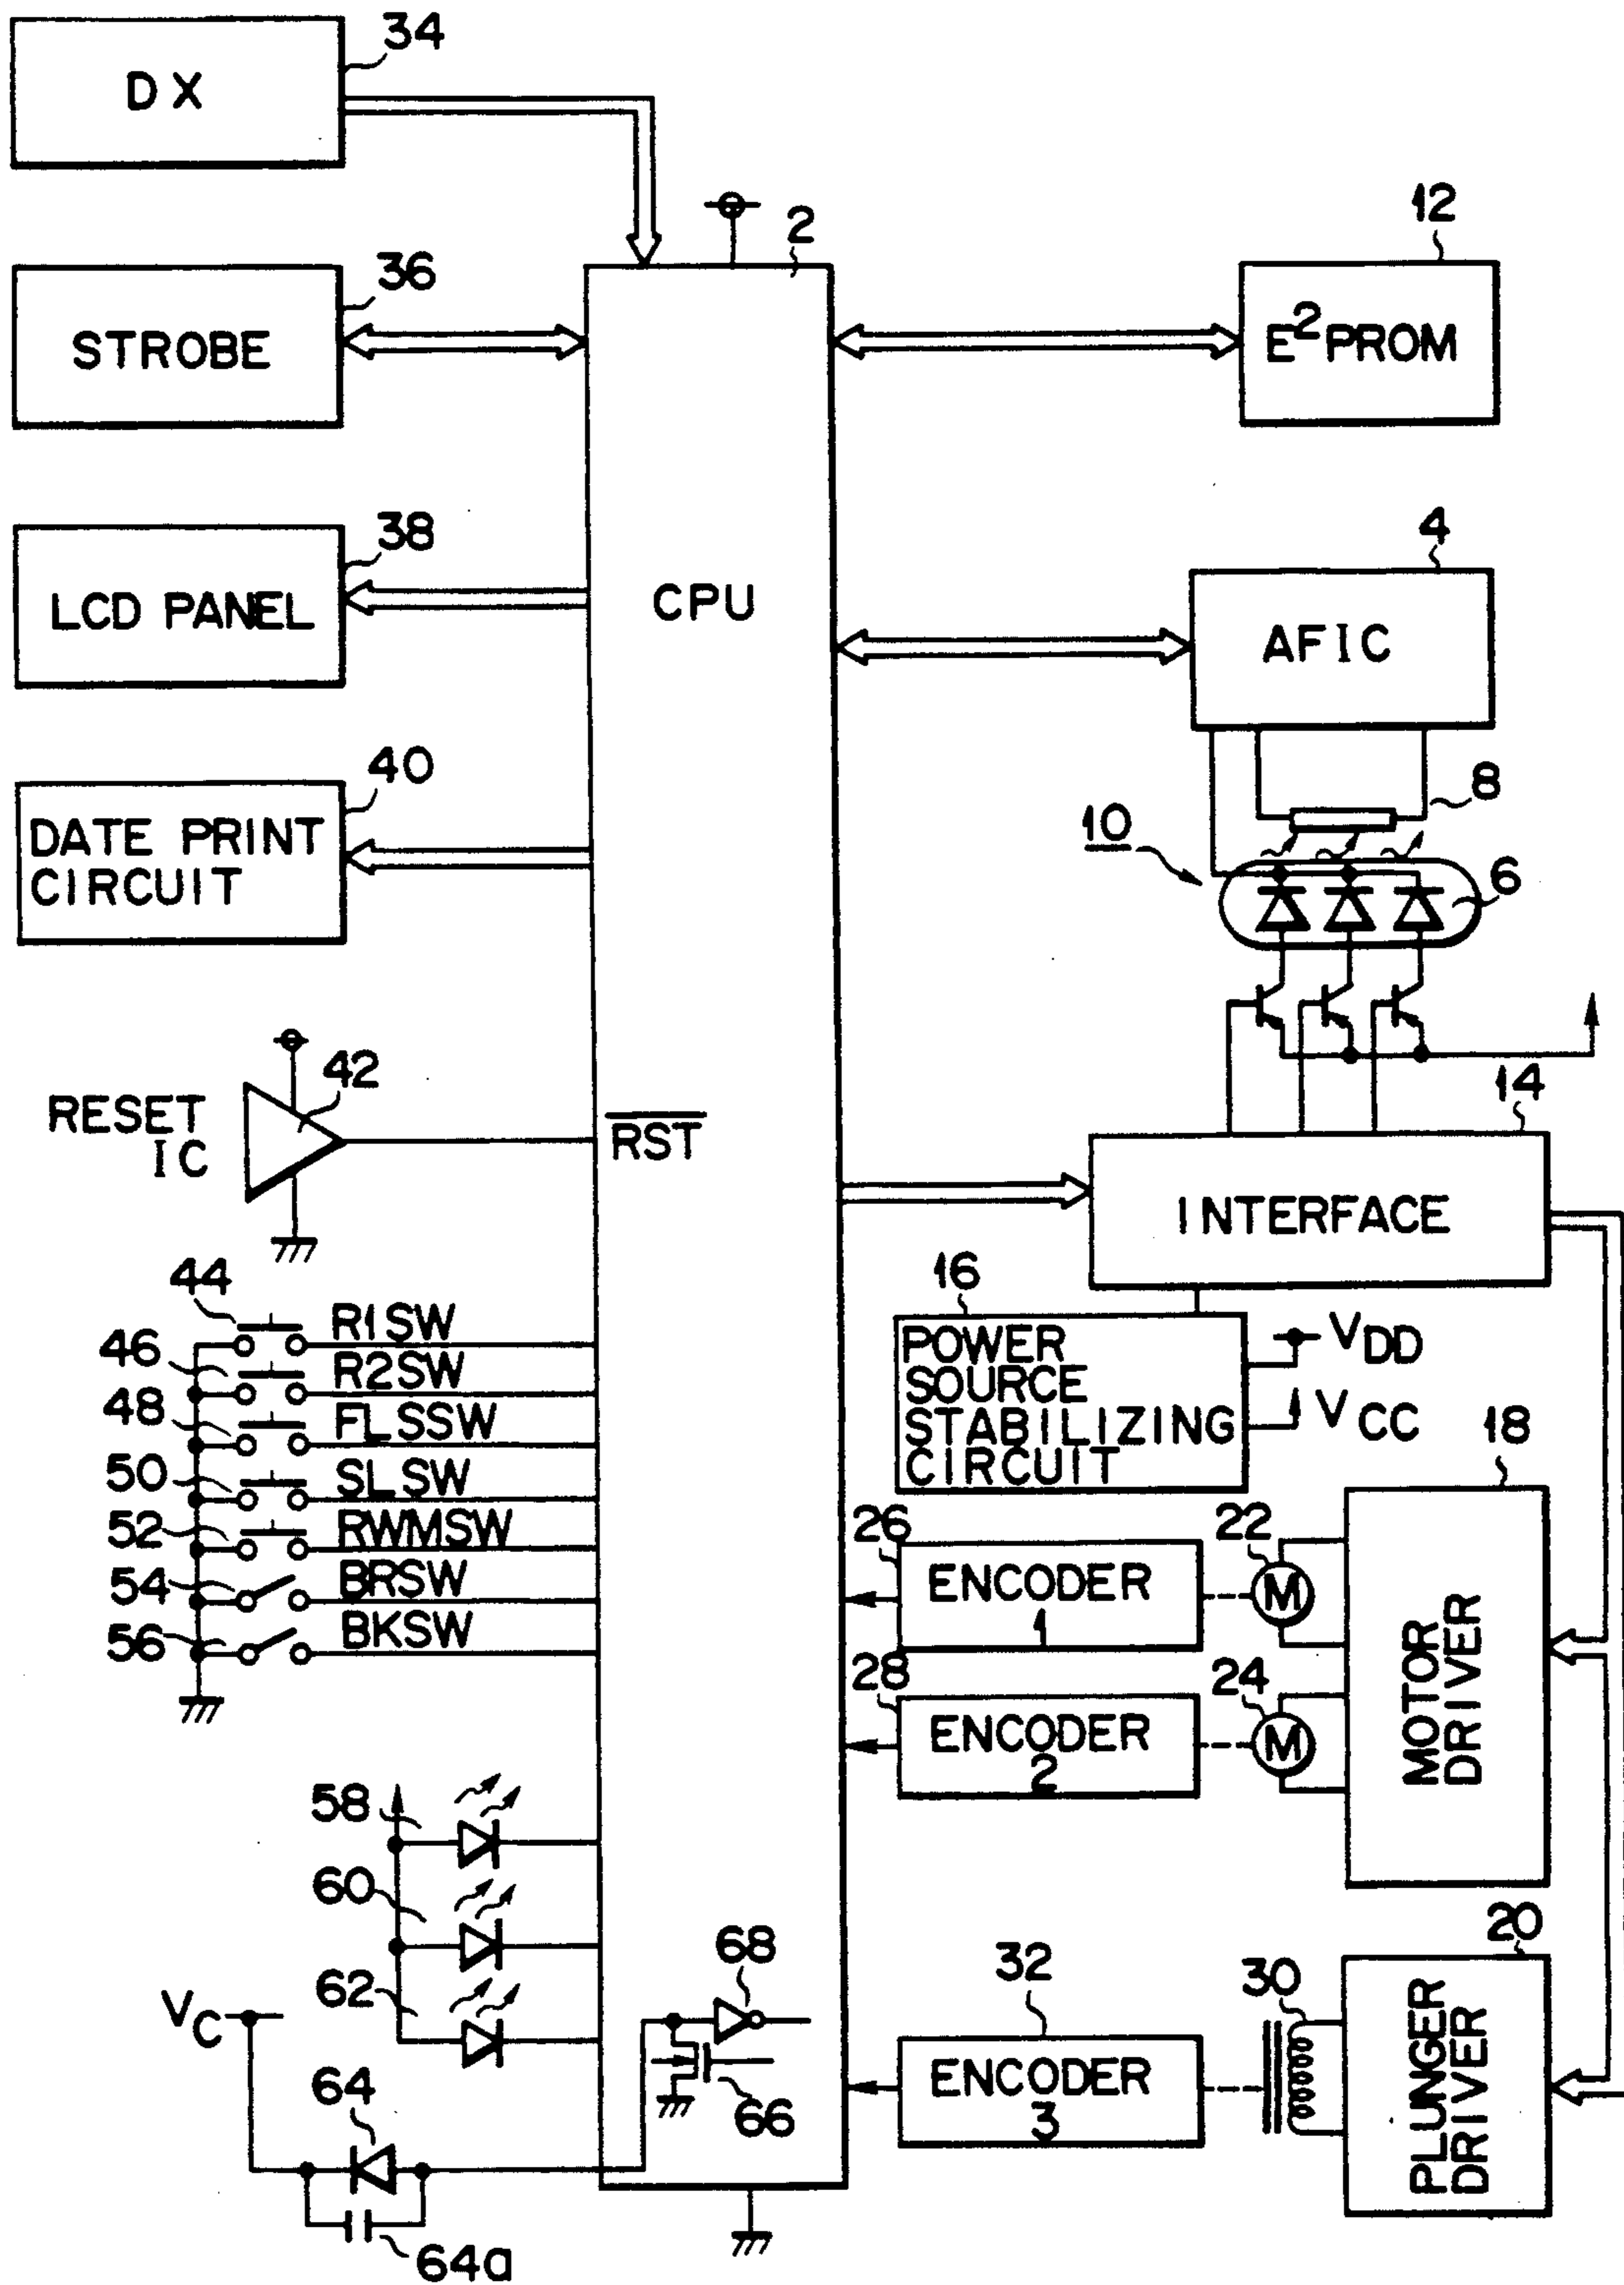 34
DX
12
2
36
STROBE
E²PROM
4
38
LCD PANEL
CPU
AFIC
40
DATE PRINT
CIRCUIT
8
10
6
42
RESET
IC
RST
14
INTERFACE
44
R1SW
46
R2SW
48
FLSSW
50
SLSW
52
RWMSW
54
BRSW
56
BKSW
16
POWER
SOURCE
STABILIZING
CIRCUIT
VDD
VCC
18
26
ENCODER
1
22
M
MOTOR
DRIVER
28
ENCODER
2
24
M
58
60
62
68
66
VC
64
64a
32
ENCODER
3
30
20
PLUNGER
DRIVER